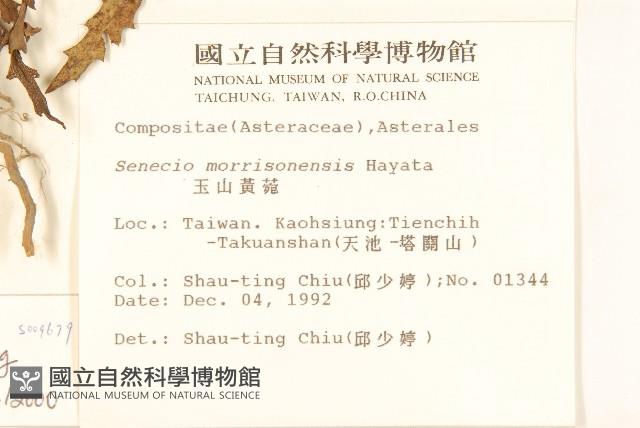 國立自然科學博物館
NATIONAL MUSEUM OF NATURAL SCIENCE
TAICHUNG. TAIWAN, R.O.CHINA
Compositae(Asteraceae),Asterales
Senecio morrisonensis Hayata
玉山黃菀
Loc.: Taiwan. Kaohsiung:Tienchih
-Takuanshan(天池-塔關山)
Col.: Shau-ting Chiu(邱少婷);No. 01344
Date: Dec. 04, 1992
Det.: Shau-ting Chiu(邱少婷)
S009679
國立自然科學博物館
NATIONAL MUSEUM OF NATURAL SCIENCE